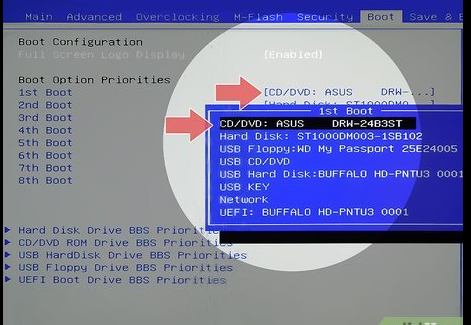 Main Advanced Overclocking M-Flash Security Boot Save & E
Boot Configuration
Full Screen Logo Display [Enabled]
Boot Option Priorities
1st Boot [CD/DVD: ASUS DRW-...]
2nd Boot [Hard Disk: ST1000DM
3rd Boot
4th Boot
5th Boot
6th Boot
7th Boot
8th Boot
1st Boot
CD/DVD: ASUS DRW-24B3ST
Hard Disk: ST1000DM003-1SB102
USB Floppy:WD My Passport 25E24005
USB CD/DVD
USB Hard Disk:BUFFALO HD-PNTU3 0001
USB KEY
Network
UEFI: BUFFALO HD-PNTU3 0001
Hard Disk Drive BBS Priorities
CD/DVD ROM Drive BBS Priorities
USB HardDisk Drive BBS Priorities
USB Floppy Drive BBS Priorities
UEFI Boot Drive BBS Priorities